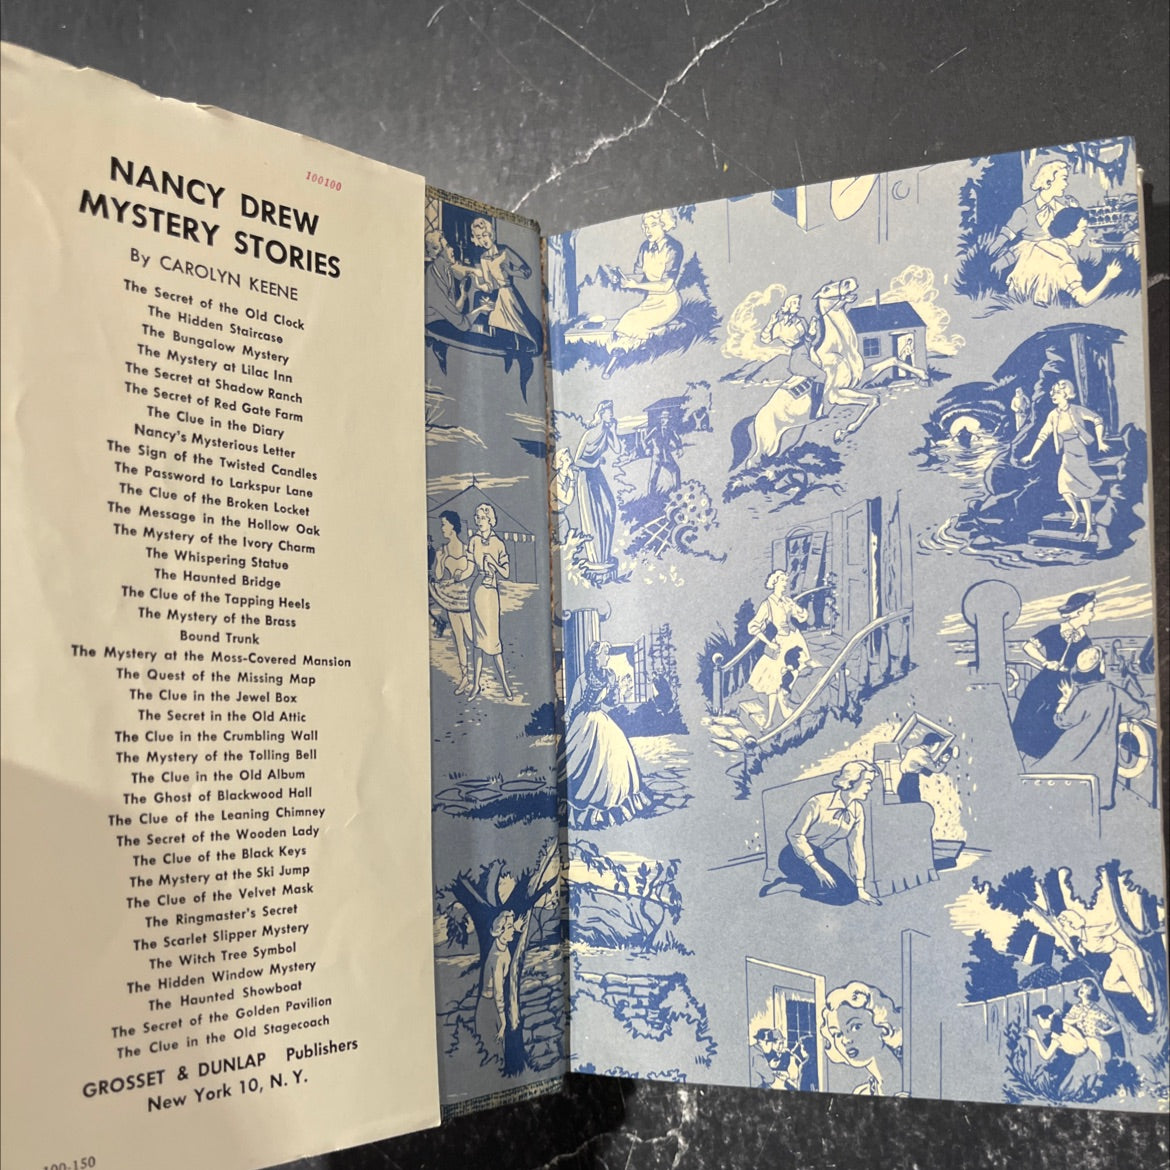 100100
NANCY DREW
MYSTERY STORIES
By CAROLYN KEENE
The Secret of the Old Clock
The Hidden Staircase
The Bungalow Mystery
The Mystery at Lilac Inn
The Secret at Shadow Ranch
The Secret of Red Gate Farm
The Clue in the Diary
Nancy's Mysterious Letter
The Sign of the Twisted Candles
The Password to Larkspur Lane
The Clue of the Broken Locket
The Message in the Hollow Oak
The Mystery of the Ivory Charm
The Whispering Statue
The Haunted Bridge
The Clue of the Tapping Heels
The Mystery of the Brass
Bound Trunk
The Mystery at the Moss-Covered Mansion
The Quest of the Missing Map
The Clue in the Jewel Box
The Secret in the Old Attic
The Clue in the Crumbling Wall
The Mystery of the Tolling Bell
The Clue in the Old Album
The Ghost of Blackwood Hall
The Clue of the Leaning Chimney
The Secret of the Wooden Lady
The Clue of the Black Keys
The Mystery at the Ski Jump
The Clue of the Velvet Mask
The Ringmaster's Secret
The Scarlet Slipper Mystery
The Witch Tree Symbol
The Hidden Window Mystery
The Haunted Showboat
The Secret of the Golden Pavilion
The Clue in the Old Stagecoach
GROSSET & DUNLAP Publishers
New York 10, N. Y.
100-150